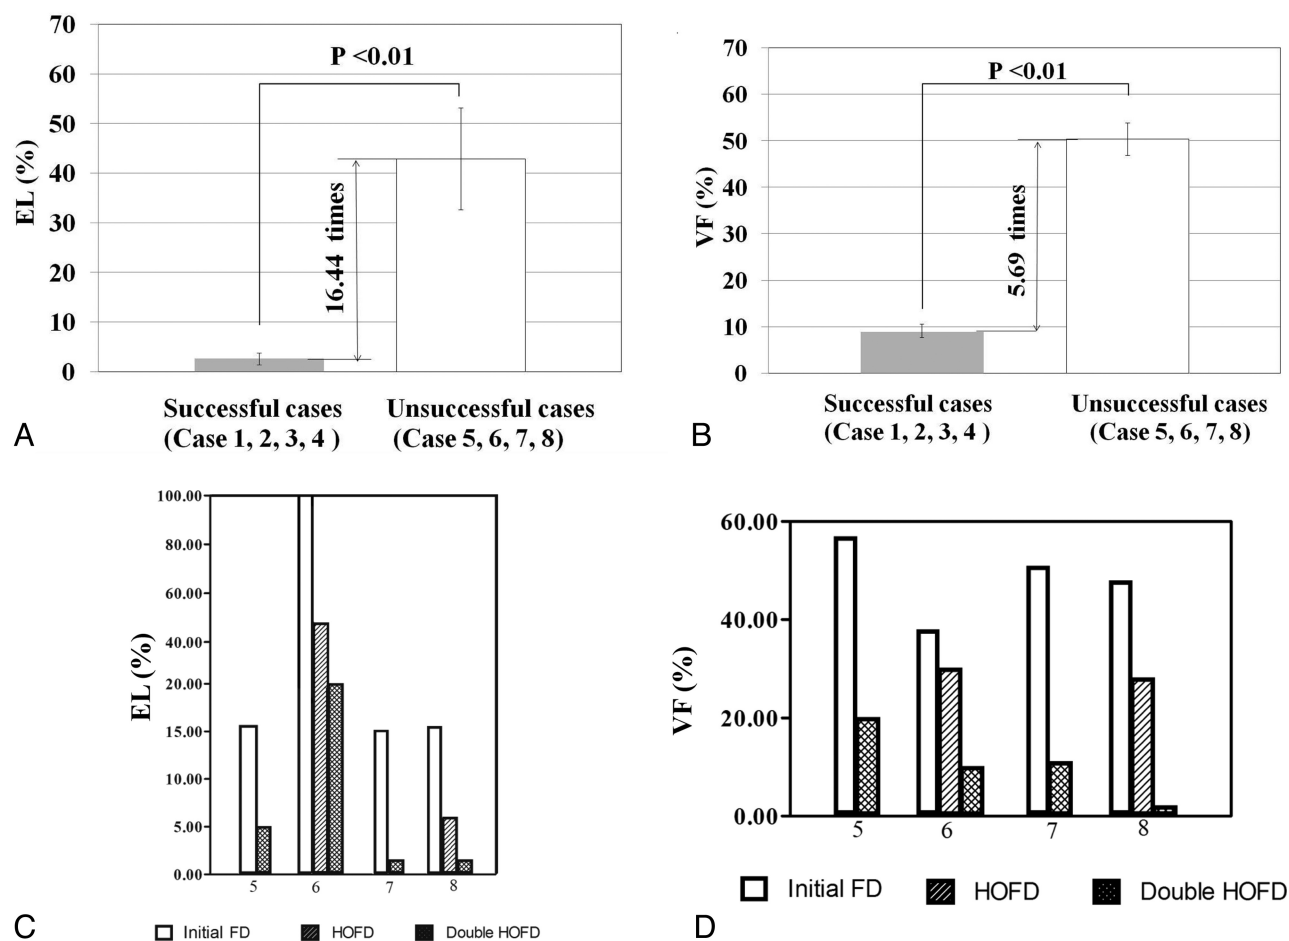 70
60
50
40
30
20
10
0
EL (%)
P <0.01
16.44 times
Successful cases
(Case 1, 2, 3, 4 )
Unsuccessful cases
(Case 5, 6, 7, 8)
A
70
60
50
40
30
20
10
0
VF (%)
P <0.01
5.69 times
Successful cases
(Case 1, 2, 3, 4 )
Unsuccessful cases
(Case 5, 6, 7, 8)
B
100.00
80.00
60.00
40.00
20.00
15.00
10.00
5.00
0.00
EL (%)
5 6 7 8
Initial FD HOFD Double HOFD
C
60.00
40.00
20.00
0.00
VF (%)
5 6 7 8
Initial FD HOFD Double HOFD
D